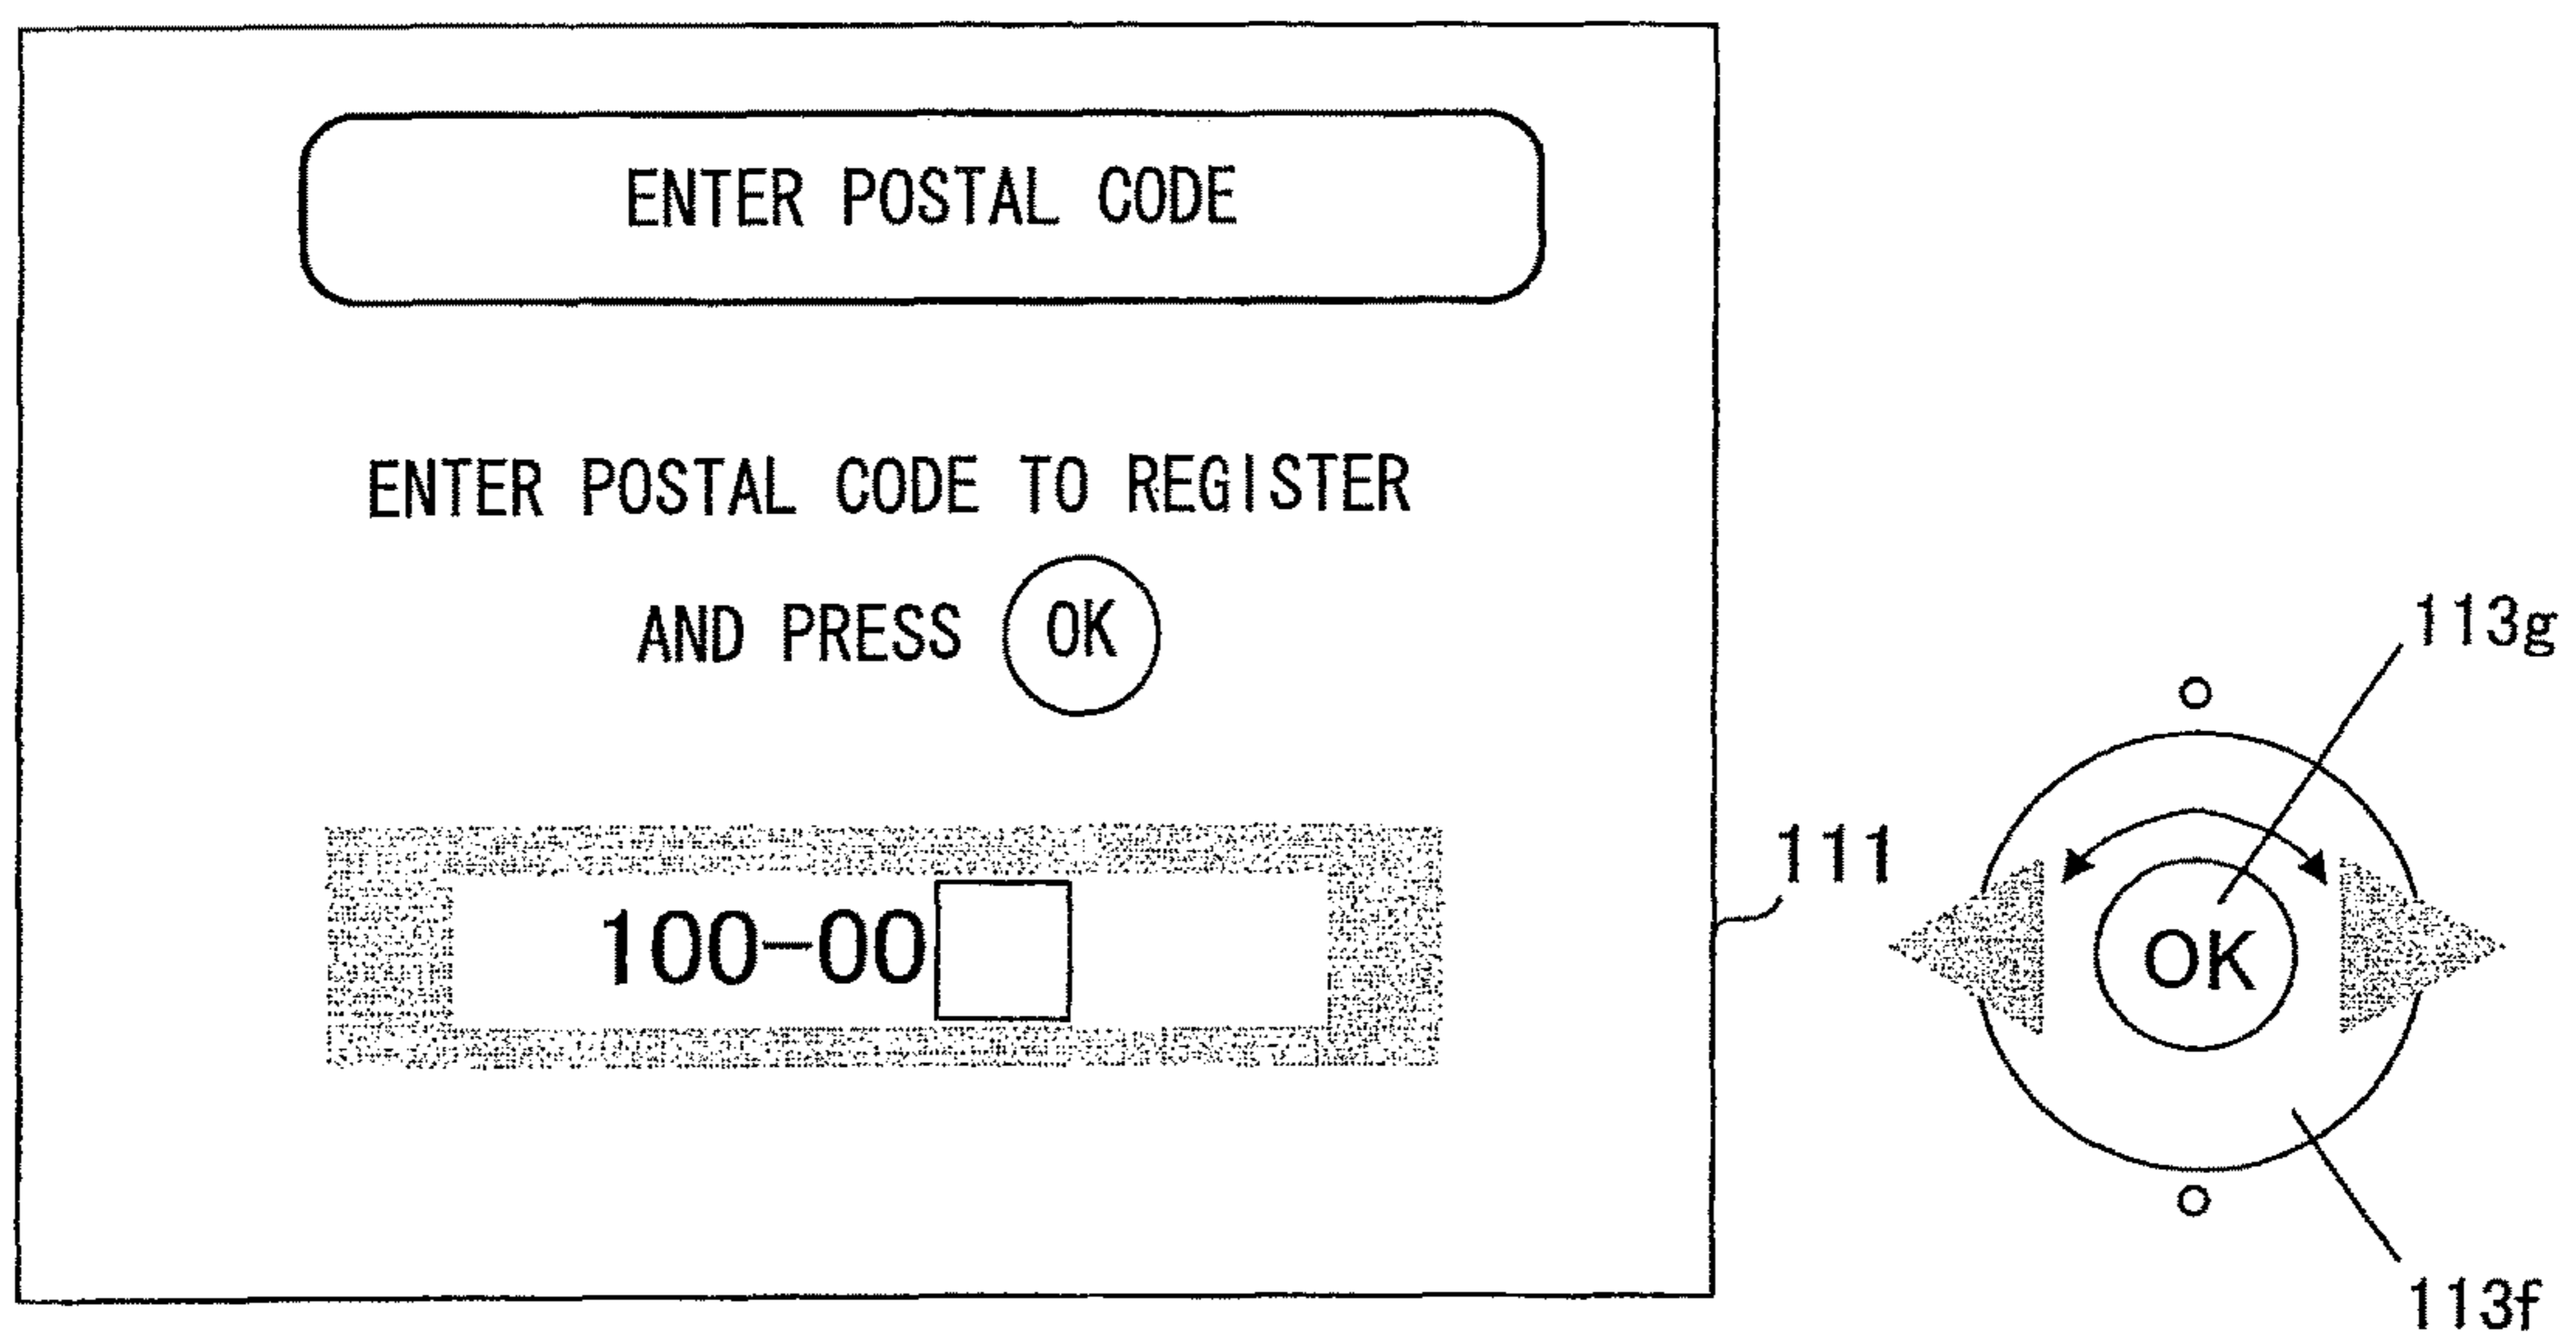 ENTER POSTAL CODE
ENTER POSTAL CODE TO REGISTER
AND PRESS OK
100-00
111
113g
OK
113f